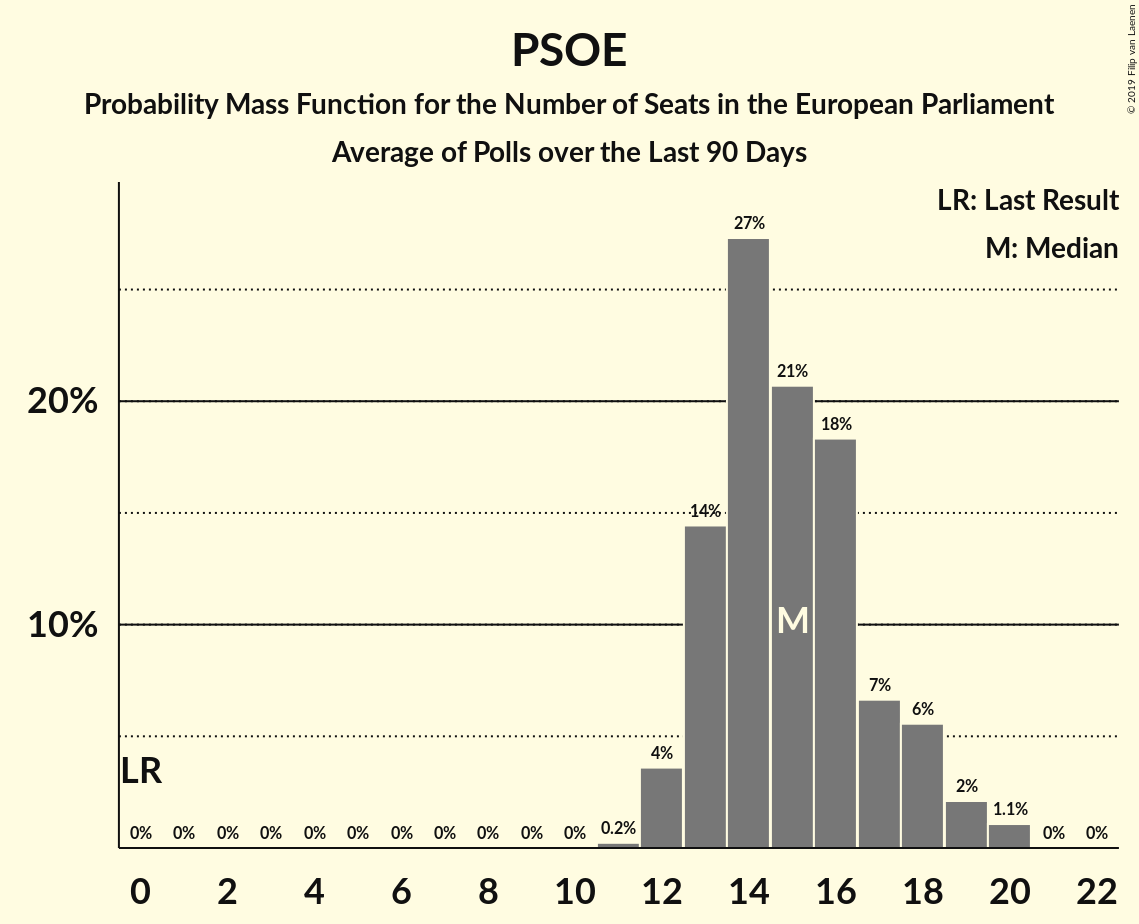 PSOE
Probability Mass Function for the Number of Seats in the European Parliament
Average of Polls over the Last 90 Days
© 2019 Filip van Laenen
LR: Last Result
M: Median
27%
21%
20%
18%
14%
10%
M
7%
6%
4%
LR
2%
1.1%
0% 0% 0% 0% 0% 0% 0% 0% 0% 0% 0% 0.2% 0% 0%
0 2 4 6 8 10 12 14 16 18 20 22